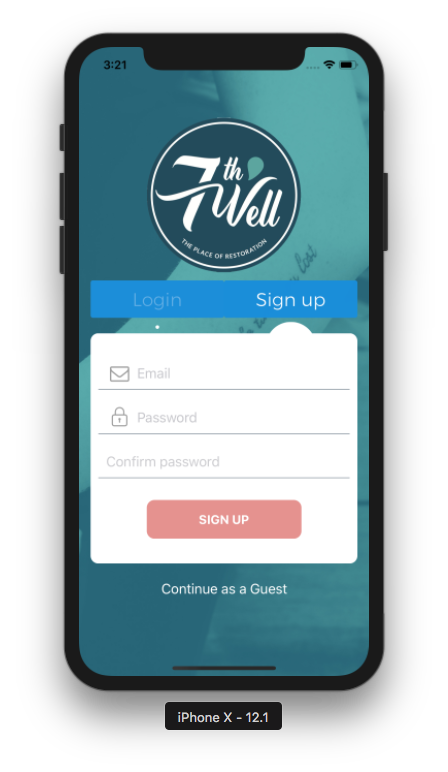 3:21
7th Well
THE PLACE OF RESTORATION
Login
Sign up
Email
Password
Confirm password
SIGN UP
Continue as a Guest
iPhone X - 12.1